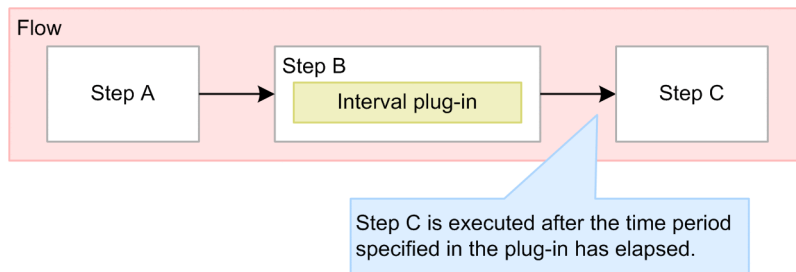 Flow
Step A
Step B
Interval plug-in
Step C
Step C is executed after the time period
specified in the plug-in has elapsed.